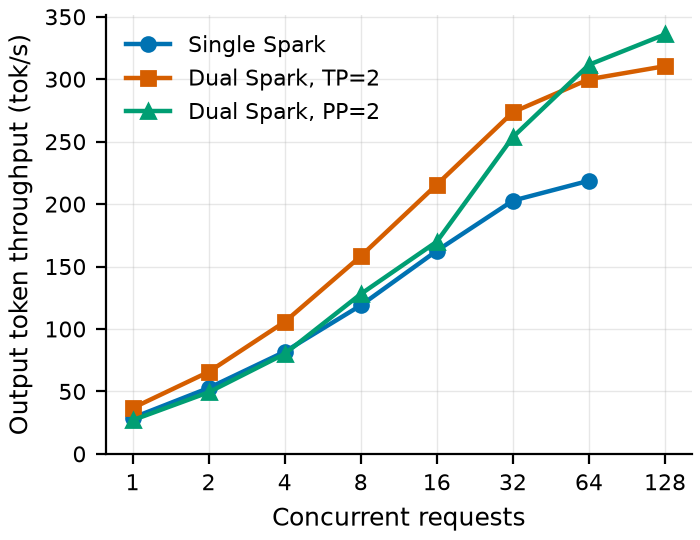 Output token throughput (tok/s)
350
300
250
200
150
100
50
0
Single Spark
Dual Spark, TP=2
Dual Spark, PP=2
1 2 4 8 16 32 64 128
Concurrent requests